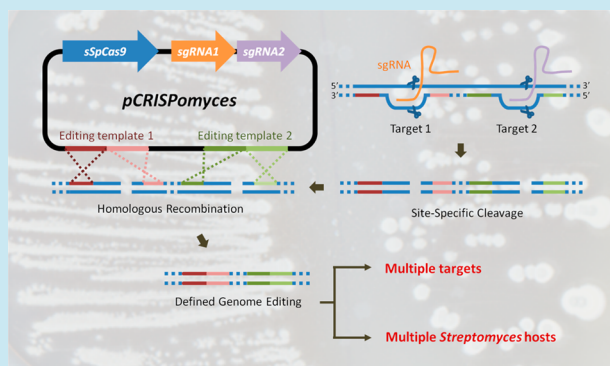 sSpCas9 sgRNA1 sgRNA2
pCRISPomyces
Editing template 1 Editing template 2
Homologous Recombination
sgRNA
5' 5'
3' 3'
Target 1 Target 2
Site-Specific Cleavage
Defined Genome Editing
Multiple targets
Multiple Streptomyces hosts